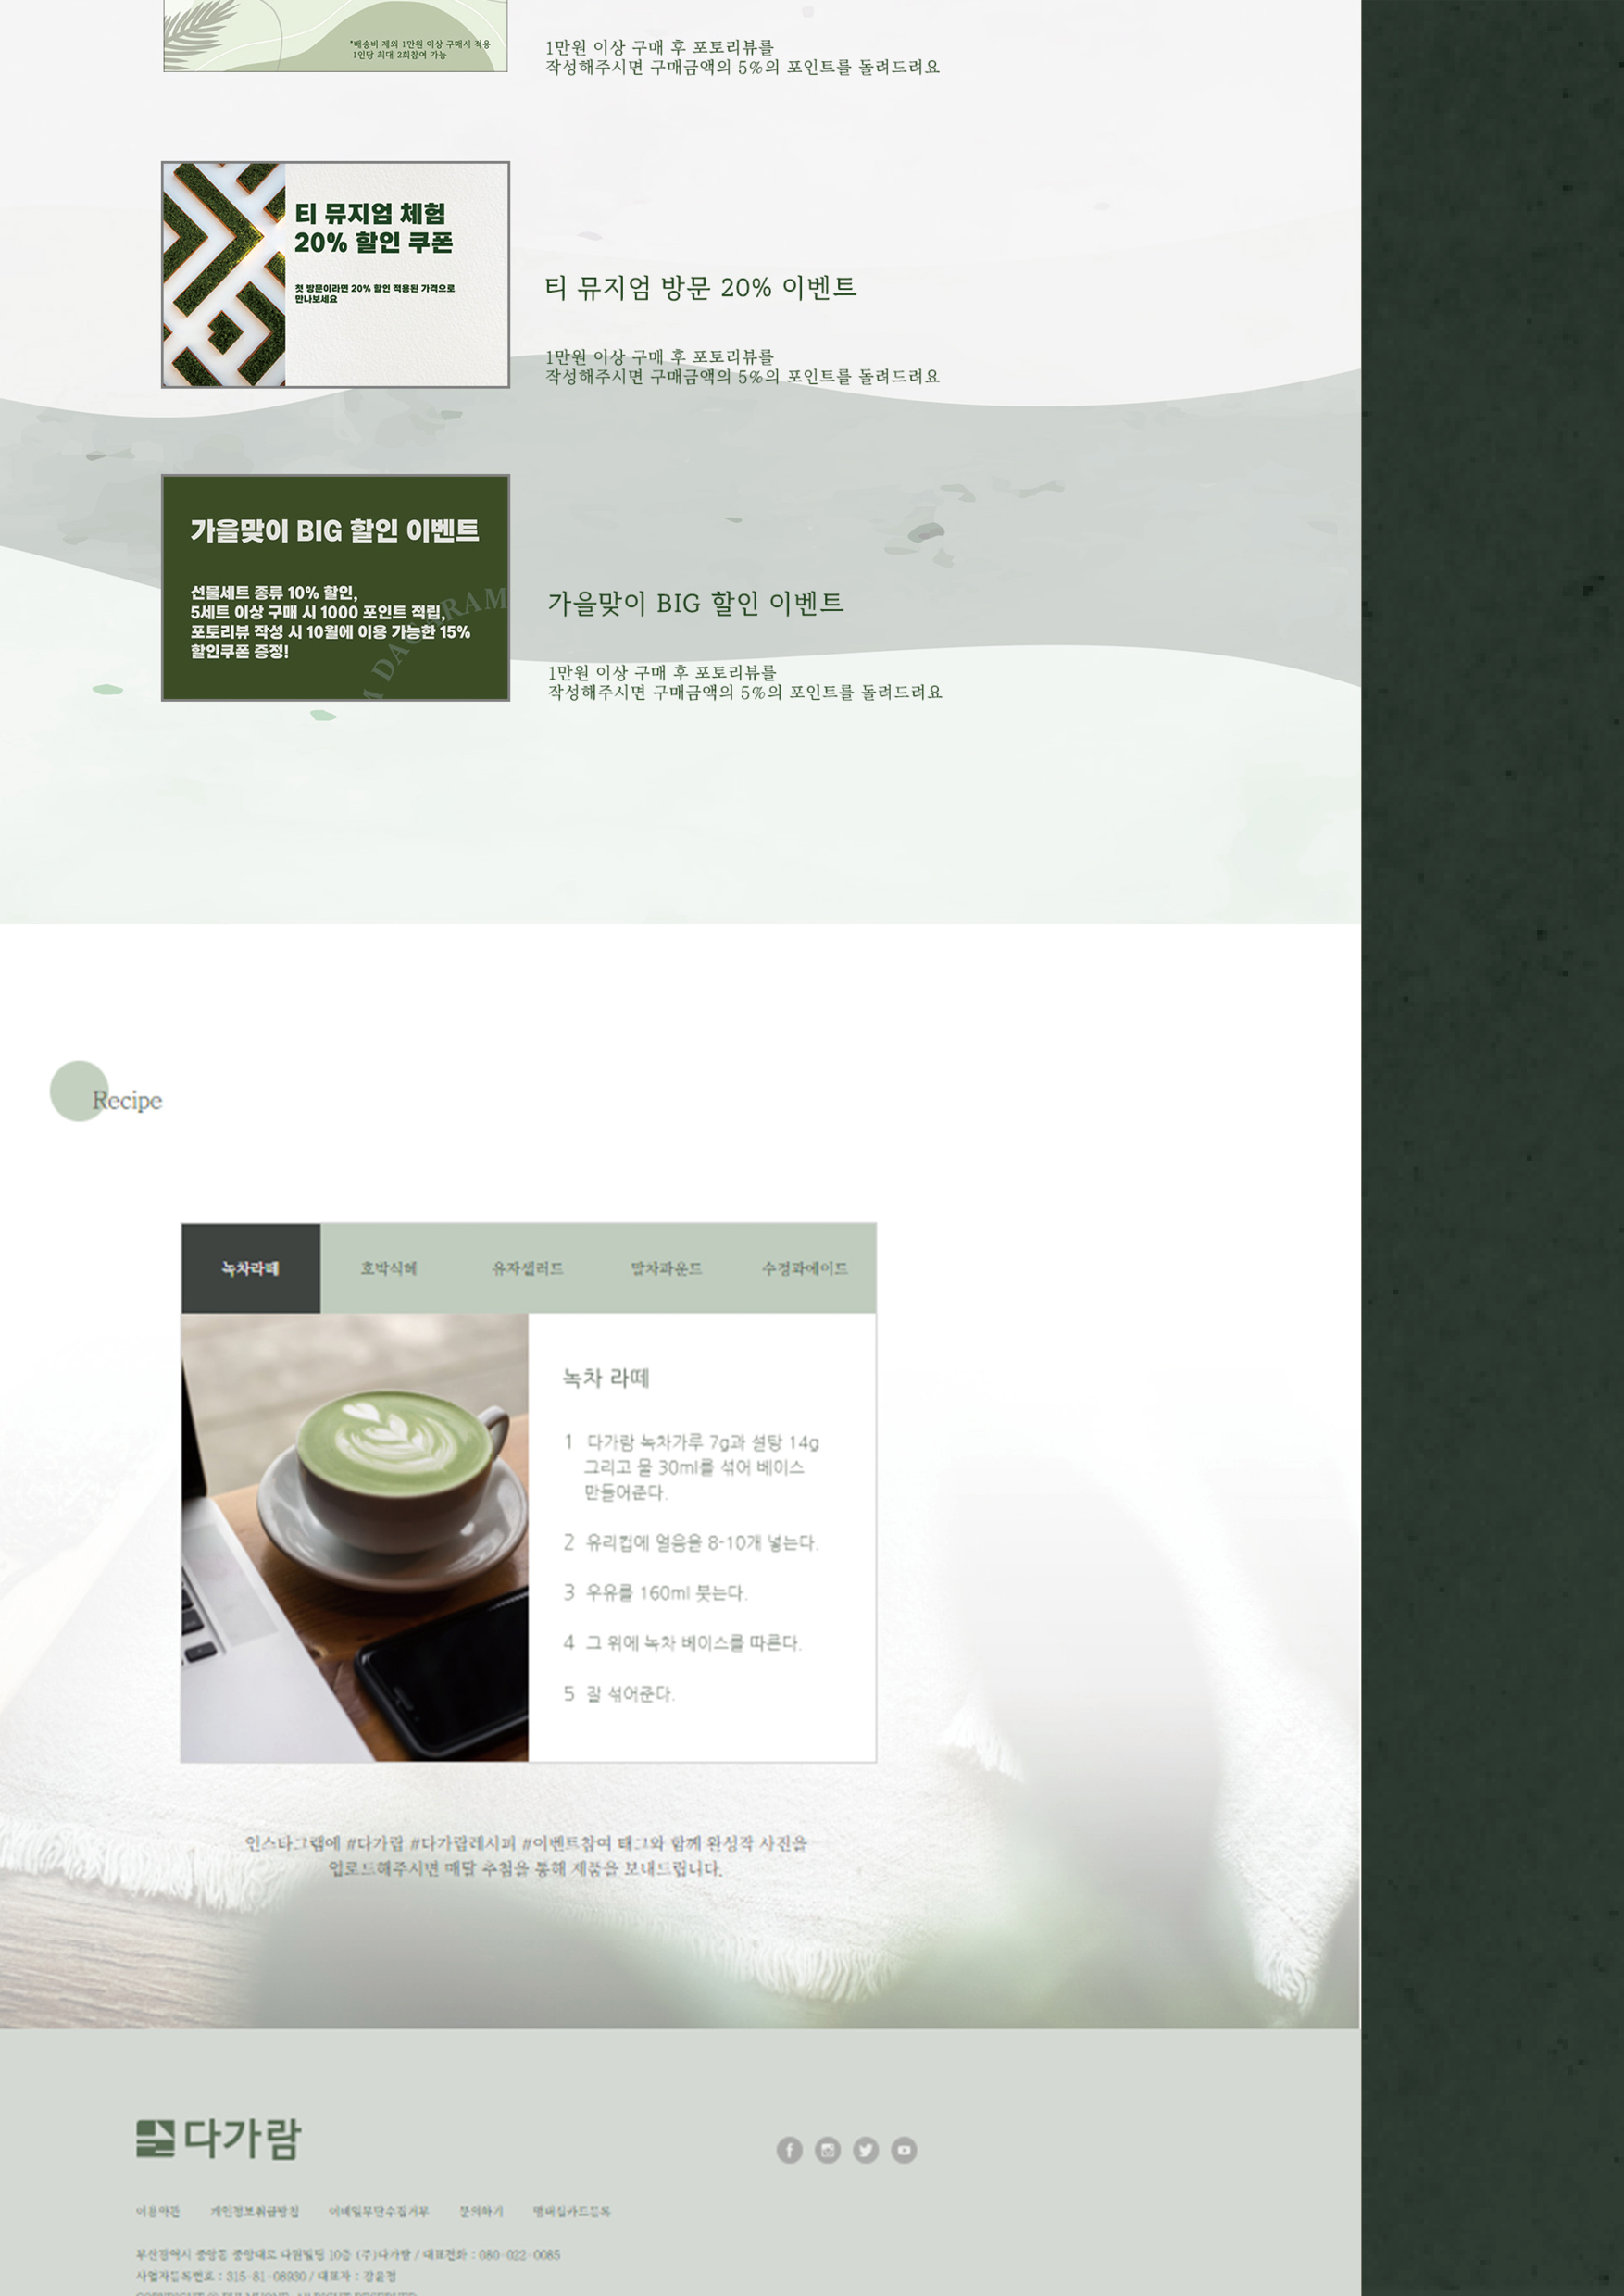 *배송비 제외 1만원 이상 구매시 적용
1인당 최대 2회참여 가능
1만원 이상 구매 후 포토리뷰를
작성해주시면 구매금액의 5%의 포인트를 돌려드려요
티 뮤지엄 체험
20% 할인 쿠폰
첫 방문이라면 20% 할인 적용된 가격으로
만나보세요
티 뮤지엄 방문 20% 이벤트
1만원 이상 구매 후 포토리뷰를
작성해주시면 구매금액의 5%의 포인트를 돌려드려요
가을맞이 BIG 할인 이벤트
선물세트 종류 10% 할인,
5세트 이상 구매 시 1000 포인트 적립,
포토리뷰 작성 시 10월에 이용 가능한 15%
할인쿠폰 증정!
가을맞이 BIG 할인 이벤트
1만원 이상 구매 후 포토리뷰를
작성해주시면 구매금액의 5%의 포인트를 돌려드려요
Recipe
녹차라떼 호박식혜 유자샐러드 말차파운드 수정과에이드
녹차 라떼
1 다가람 녹차가루 7g과 설탕 14g
그리고 물 30ml를 섞어 베이스
만들어준다.
2 유리컵에 얼음을 8-10개 넣는다.
3 우유를 160ml 붓는다.
4 그 위에 녹차 베이스를 따른다.
5 잘 섞어준다.
인스타그램에 #다가람 #다가람레시피 #이벤트참여 태그와 함께 완성작 사진을
업로드해주시면 매달 추첨을 통해 제품을 보내드립니다.
다가람
이용약관 개인정보취급방침 이메일무단수집거부 문의하기 멤버십카드등록
부산광역시 중앙동 중앙대로 다원빌딩 10층 (주)다가람 / 대표전화 : 080-022-0085
사업자등록번호 : 315-81-08930 / 대표자 : 강윤정